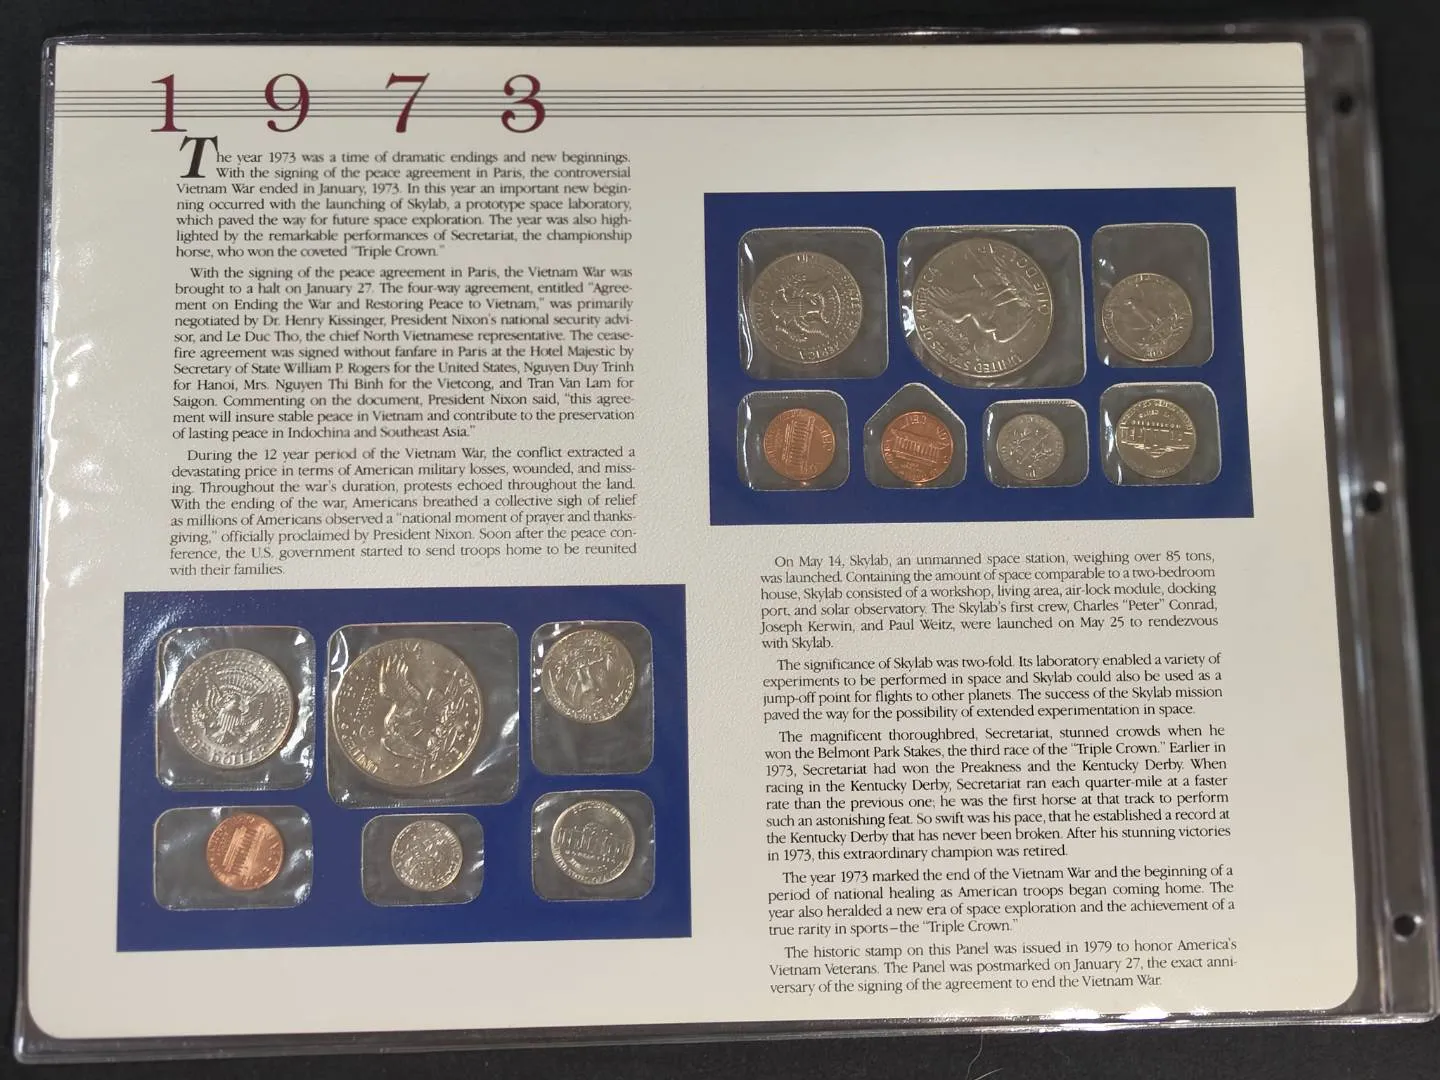 1973
The year 1973 was a time of dramatic endings and new beginnings.
With the signing of the peace agreement in Paris, the controversial
Vietnam War ended in January, 1973. In this year an important new begin-
ning occurred with the launching of Skylab, a prototype space laboratory,
which paved the way for future space exploration. The year was also high-
lighted by the remarkable performances of Secretariat, the championship
horse, who won the coveted "Triple Crown."
With the signing of the peace agreement in Paris, the Vietnam War was
brought to a halt on January 27. The four-way agreement, entitled "Agree-
ment on Ending the War and Restoring Peace to Vietnam," was primarily
negotiated by Dr. Henry Kissinger, President Nixon's national security advi-
sor, and Le Duc Tho, the chief North Vietnamese representative. The cease-
fire agreement was signed without fanfare in Paris at the Hotel Majestic by
Secretary of State William P. Rogers for the United States, Nguyen Duy Trinh
for Hanoi, Mrs. Nguyen Thi Binh for the Vietcong, and Tran Van Lam for
Saigon. Commenting on the document, President Nixon said, "this agree-
ment will insure stable peace in Vietnam and contribute to the preservation
of lasting peace in Indochina and Southeast Asia."
During the 12 year period of the Vietnam War, the conflict extracted a
devastating price in terms of American military losses, wounded, and miss-
ing. Throughout the war's duration, protests echoed throughout the land.
With the ending of the war, Americans breathed a collective sigh of relief
as millions of Americans observed a "national moment of prayer and thanks-
giving," officially proclaimed by President Nixon. Soon after the peace con-
ference, the U.S. government started to send troops home to be reunited
with their families.
On May 14, Skylab, an unmanned space station, weighing over 85 tons,
was launched. Containing the amount of space comparable to a two-bedroom
house, Skylab consisted of a workshop, living area, air-lock module, docking
port, and solar observatory. The Skylab's first crew, Charles "Peter" Conrad,
Joseph Kerwin, and Paul Weitz, were launched on May 25 to rendezvous
with Skylab.
The significance of Skylab was two-fold. Its laboratory enabled a variety of
experiments to be performed in space and Skylab could also be used as a
jump-off point for flights to other planets. The success of the Skylab mission
paved the way for the possibility of extended experimentation in space.
The magnificent thoroughbred, Secretariat, stunned crowds when he
won the Belmont Park Stakes, the third race of the "Triple Crown." Earlier in
1973, Secretariat had won the Preakness and the Kentucky Derby. When
racing in the Kentucky Derby, Secretariat ran each quarter-mile at a faster
rate than the previous one; he was the first horse at that track to perform
such an astonishing feat. So swift was his pace, that he established a record at
the Kentucky Derby that has never been broken. After his stunning victories
in 1973, this extraordinary champion was retired.
The year 1973 marked the end of the Vietnam War and the beginning of a
period of national healing as American troops began coming home. The
year also heralded a new era of space exploration and the achievement of a
true rarity in sports–the "Triple Crown."
The historic stamp on this Panel was issued in 1979 to honor America's
Vietnam Veterans. The Panel was postmarked on January 27, the exact anni-
versary of the signing of the agreement to end the Vietnam War.